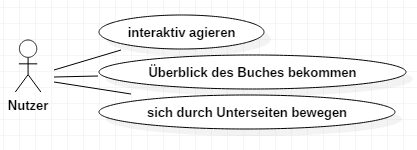 interaktiv agieren
Überblick des Buches bekommen
Nutzer
sich durch Unterseiten bewegen